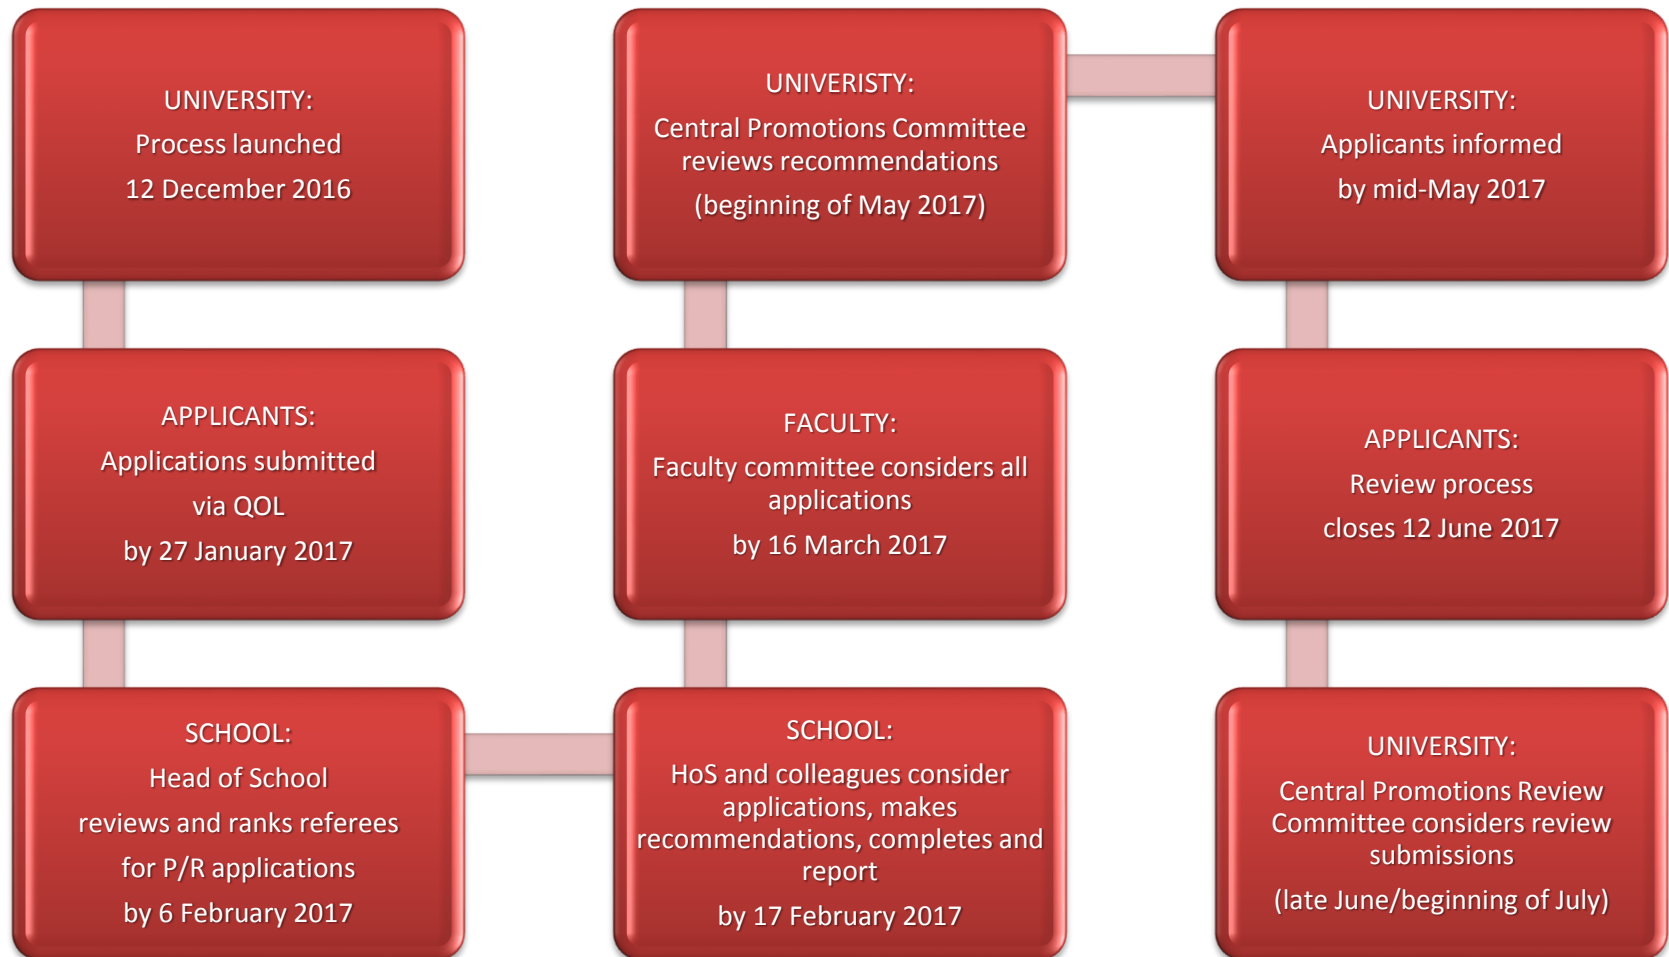 UNIVERSITY:
Process launched
12 December 2016
APPLICANTS:
Applications submitted
via QOL
by 27 January 2017
SCHOOL:
Head of School
reviews and ranks referees
for P/R applications
by 6 February 2017
SCHOOL:
HoS and colleagues consider
applications, makes
recommendations, completes and
report
by 17 February 2017
FACULTY:
Faculty committee considers all
applications
by 16 March 2017
UNIVERISTY:
Central Promotions Committee
reviews recommendations
(beginning of May 2017)
UNIVERSITY:
Applicants informed
by mid-May 2017
APPLICANTS:
Review process
closes 12 June 2017
UNIVERSITY:
Central Promotions Review
Committee considers review
submissions
(late June/beginning of July)